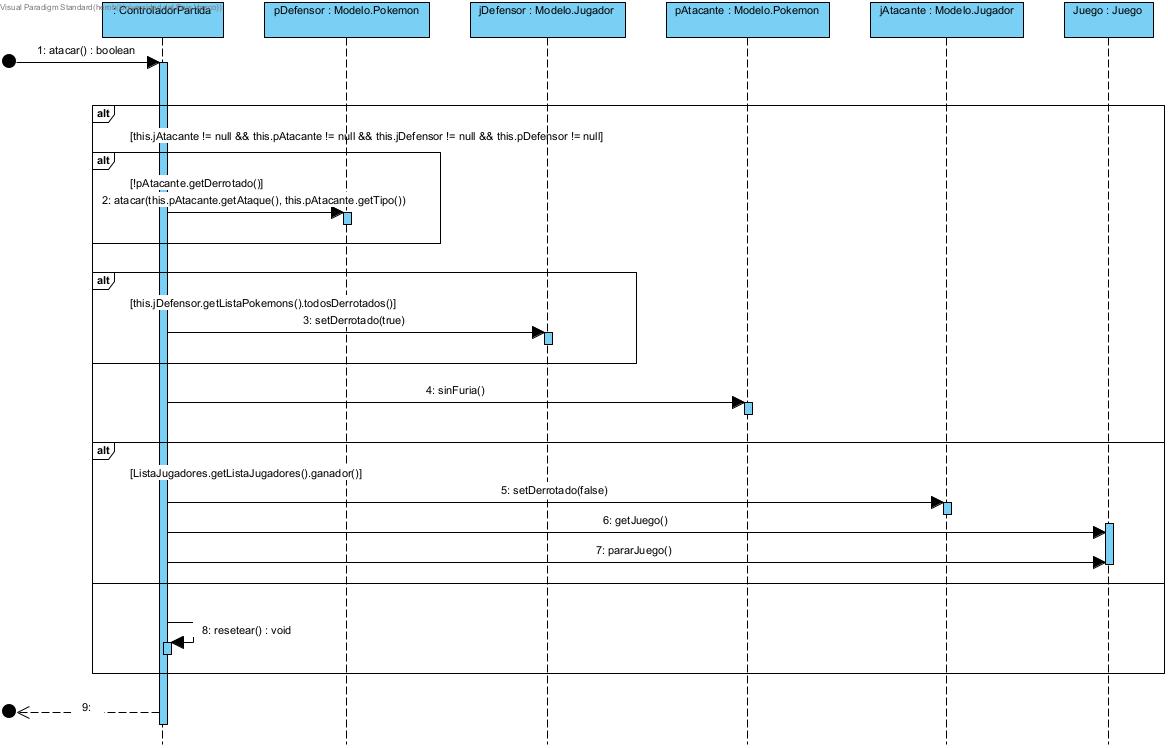 Visual Paradigm Standard
: ControladorPartida
pDefensor : Modelo.Pokemon
jDefensor : Modelo.Jugador
pAtacante : Modelo.Pokemon
jAtacante : Modelo.Jugador
Juego : Juego
1: atacar() : boolean
alt
[this.jAtacante != null && this.pAtacante != null && this.jDefensor != null && this.pDefensor != null]
alt
[!pAtacante.getDerrotado()]
2: atacar(this.pAtacante.getAtaque(), this.pAtacante.getTipo())
alt
[this.jDefensor.getListaPokemons().todosDerrotados()]
3: setDerrotado(true)
4: sinFuria()
alt
[ListaJugadores.getListaJugadores().ganador()]
5: setDerrotado(false)
6: getJuego()
7: pararJuego()
8: resetear() : void
9: